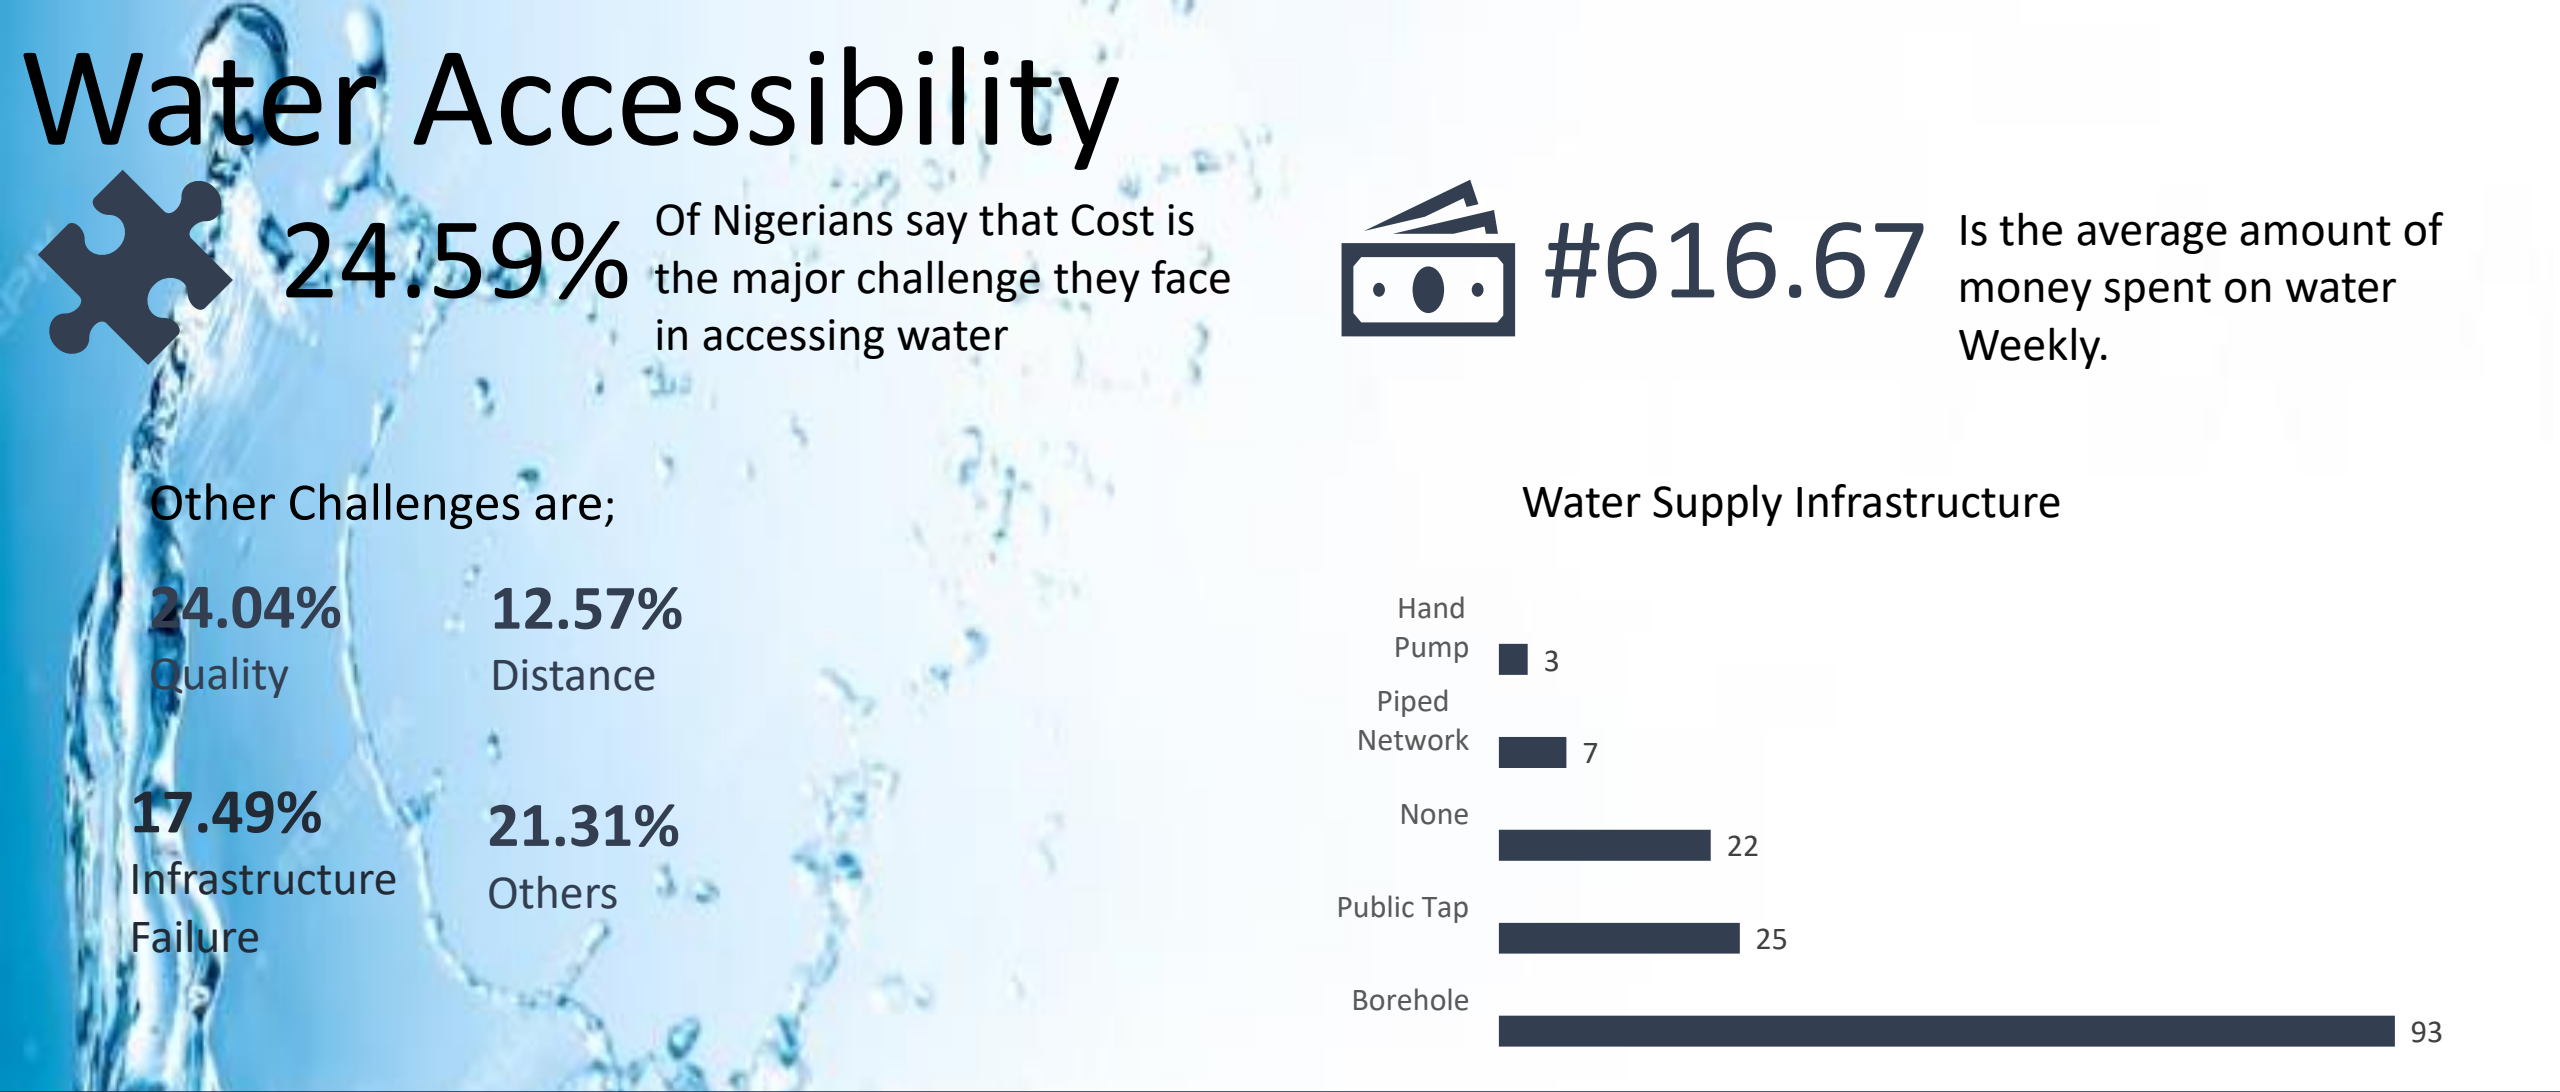 Water Accessibility
24.59%
Of Nigerians say that Cost is
the major challenge they face
in accessing water
#616.67
Is the average amount of
money spent on water
Weekly.
Other Challenges are;
24.04%
Quality
12.57%
Distance
17.49%
Infrastructure
Failure
21.31%
Others
Water Supply Infrastructure
Hand
Pump
3
Piped
Network
7
None
22
Public Tap
25
Borehole
93